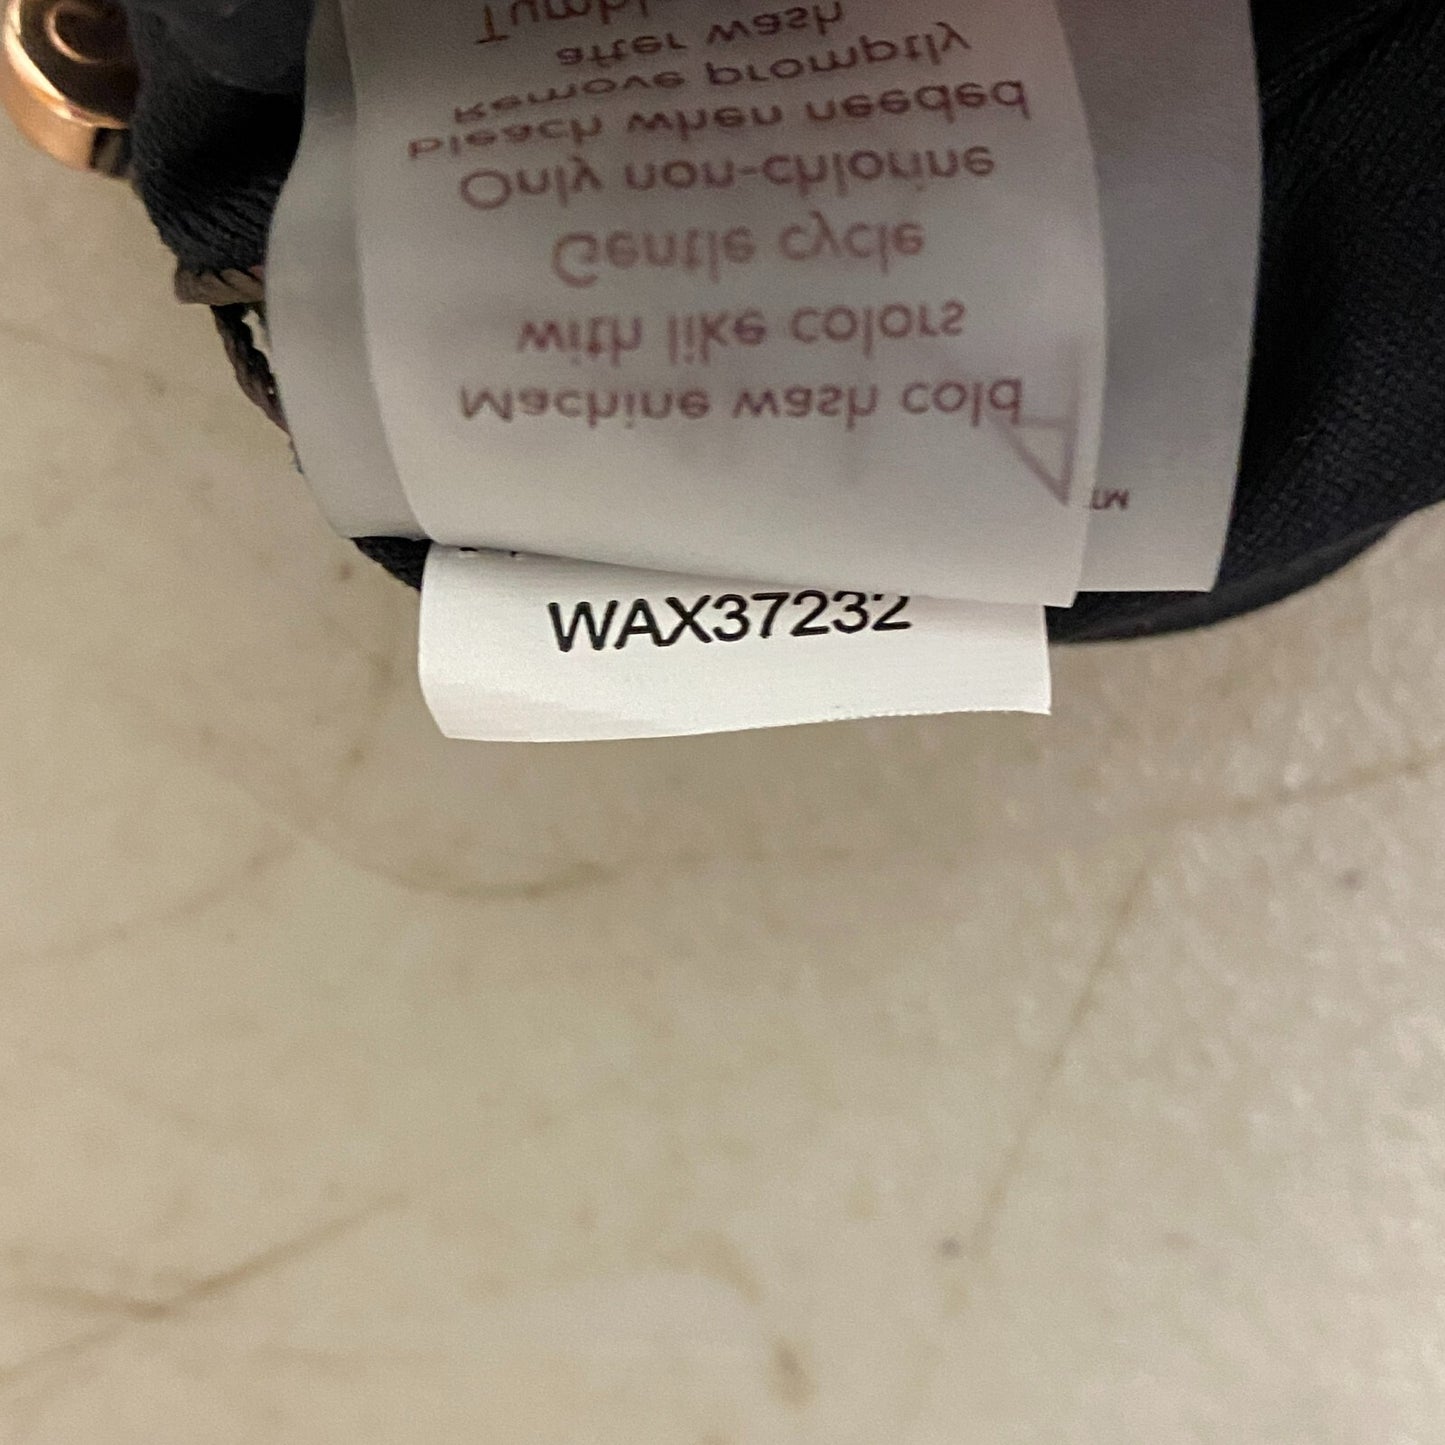 Machine wash cold
with like colors
Gentle cycle
Only non-chlorine
bleach when needed
Remove promptly
after wash
TM
WAX37232